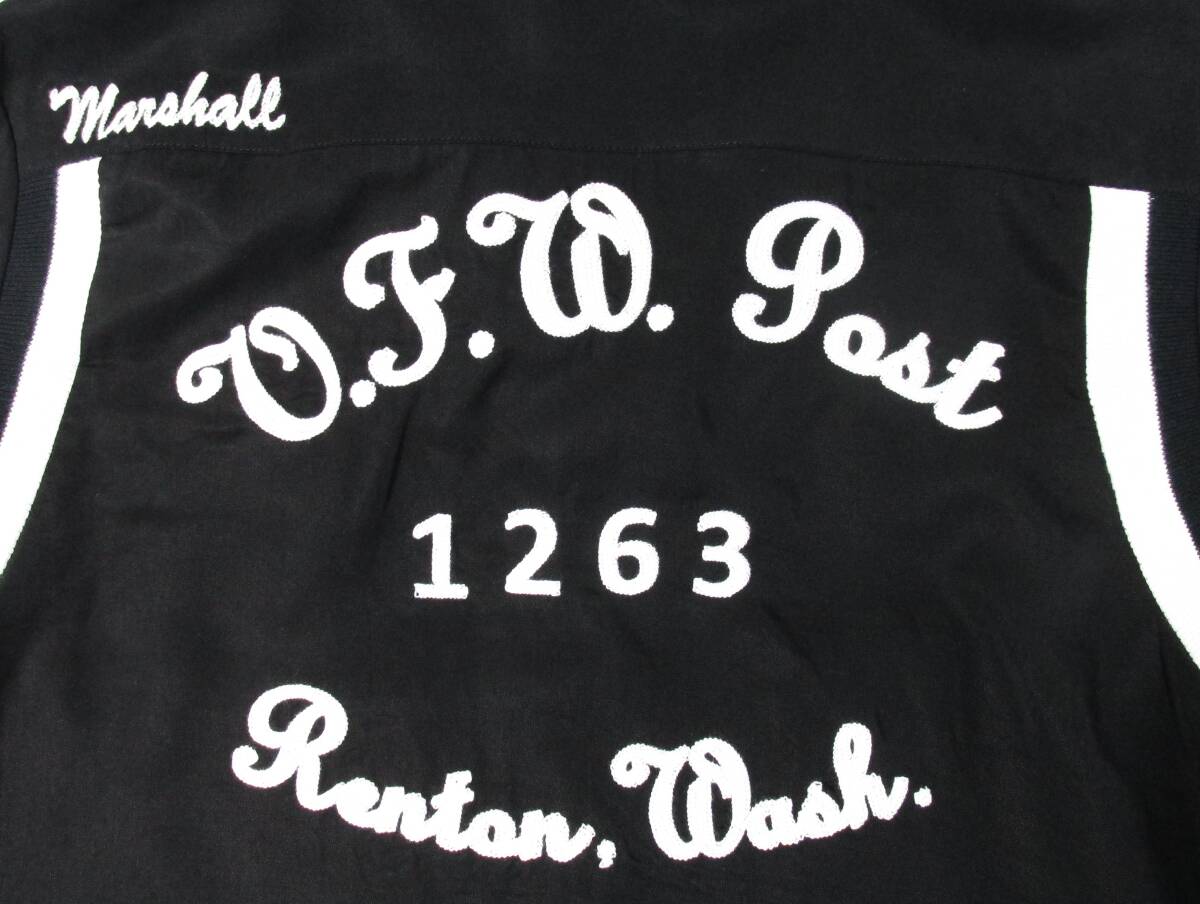 Marshall
V.F.W. Post
1263
Renton, Wash.